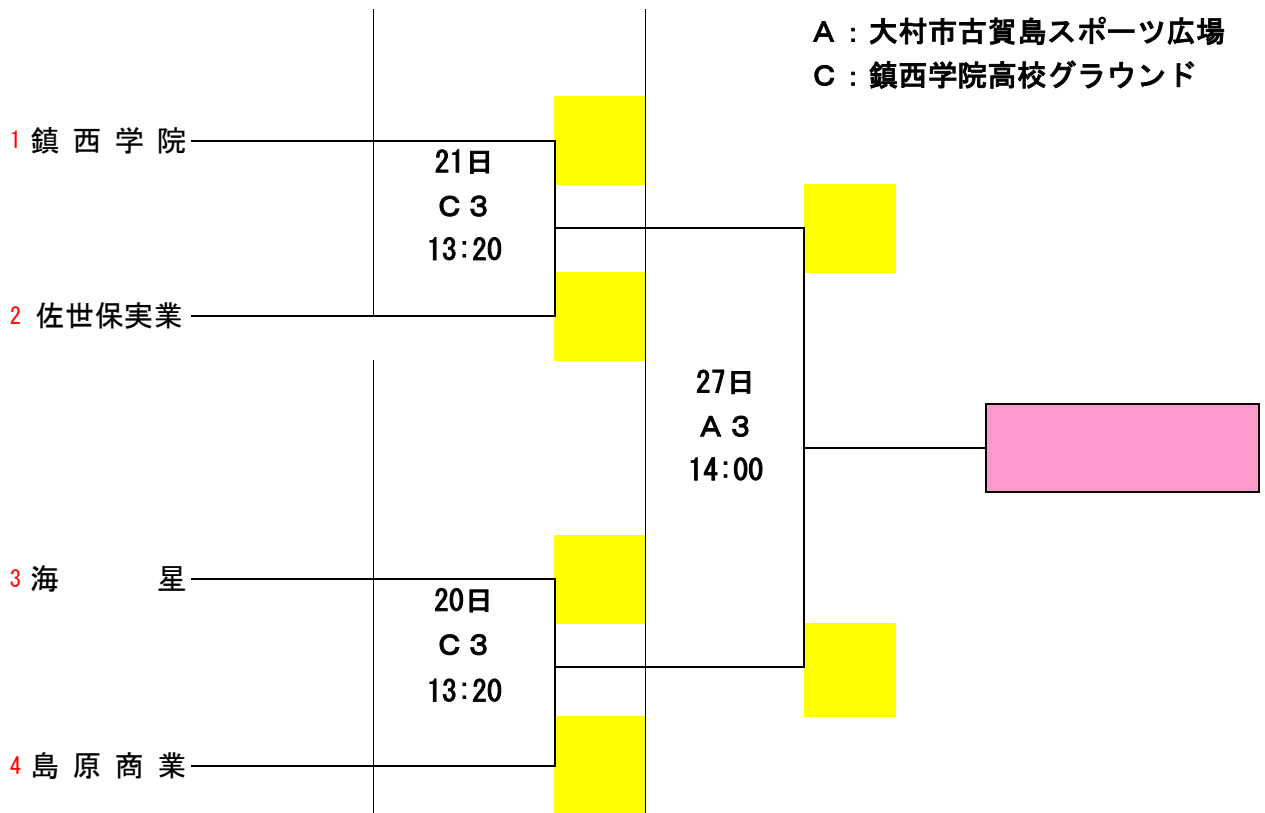 Ａ：大村市古賀島スポーツ広場
Ｃ：鎮西学院高校グラウンド
1 鎮 西 学 院
21日
Ｃ３
13:20
2 佐世保実業
27日
Ａ３
14:00
3 海 星
20日
Ｃ３
13:20
4 島 原 商 業